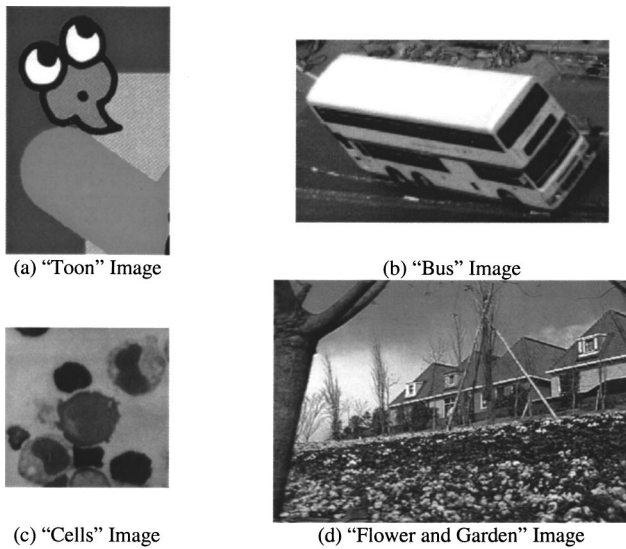 (a) “Toon” Image
(b) “Bus” Image
(c) “Cells” Image
(d) “Flower and Garden” Image